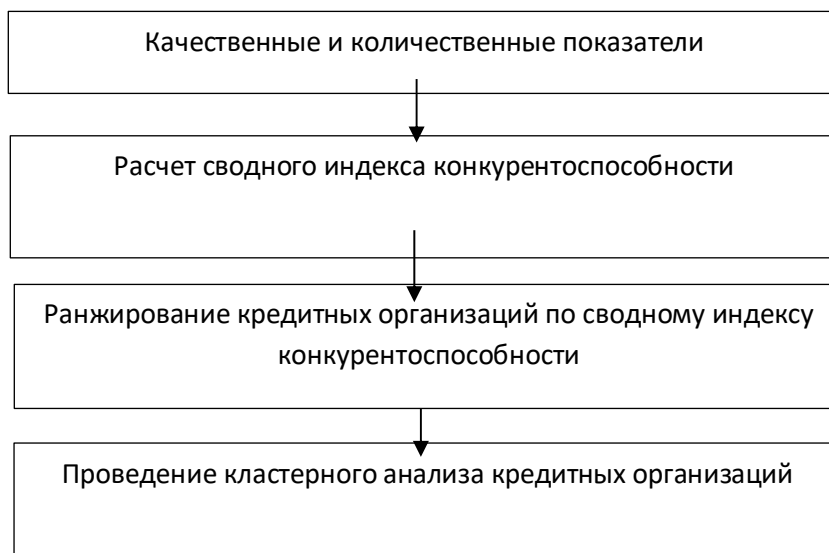 Качественные и количественные показатели
Расчет сводного индекса конкурентоспособности
Ранжирование кредитных организаций по сводному индексу
конкурентоспособности
Проведение кластерного анализа кредитных организаций